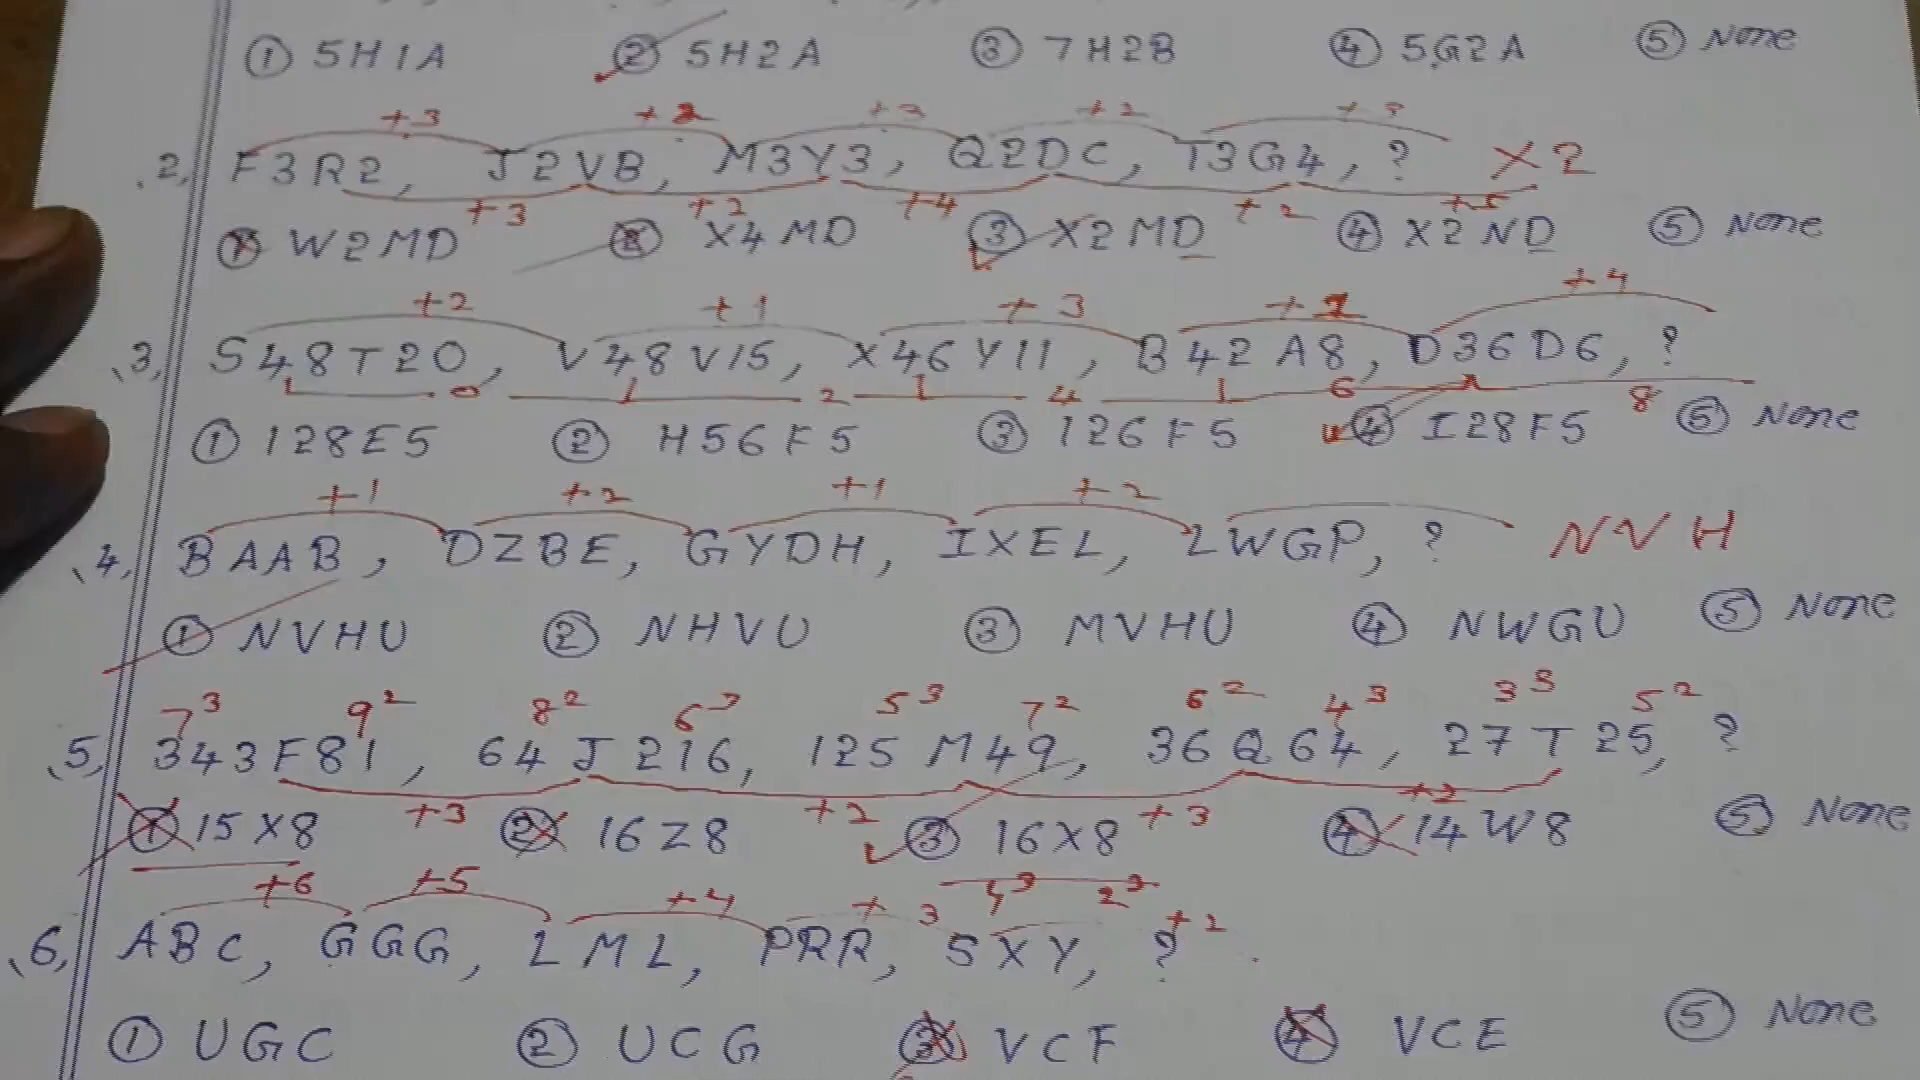 ① 5H1A ② 5H2A ③ 7H2B ④ 5G2A ⑤ None
+3 +2 +3 +2 +3
2, F3R2, J2VB, M3Y3, Q2DC, T3G4, ? X2
+3 +2 +4 +2 +5
① W2MD ② X4MD ③ X2MD ④ X2ND ⑤ None
+2 +1 +3 +1 +4
3, S48T20, V48V15, X46Y11, B42A8, D36D6, ?
0 2 4 6 8
① 128E5 ② H56F5 ③ 126F5 ④ I28F5 ⑤ None
+1 +2 +1 +2
4, BAAB, DZBE, GYDH, IXEL, LWGP, ? NVH
① NVHU ② NHVU ③ MVHU ④ NWGU ⑤ None
7³ 9² 8² 6³ 5³ 7² 6² 4³ 3³ 5²
5, 343F81, 64J216, 125M49, 36Q64, 27T25, ?
+3 +2 +3 +2
① 15X8 ② 16Z8 ③ 16X8 ④ 14W8 ⑤ None
+6 +5 +4 +3 2³ +2
6, ABC, GGG, LML, PRR, SXY, ?
① UGC ② UCG ③ VCF ④ VCE ⑤ None